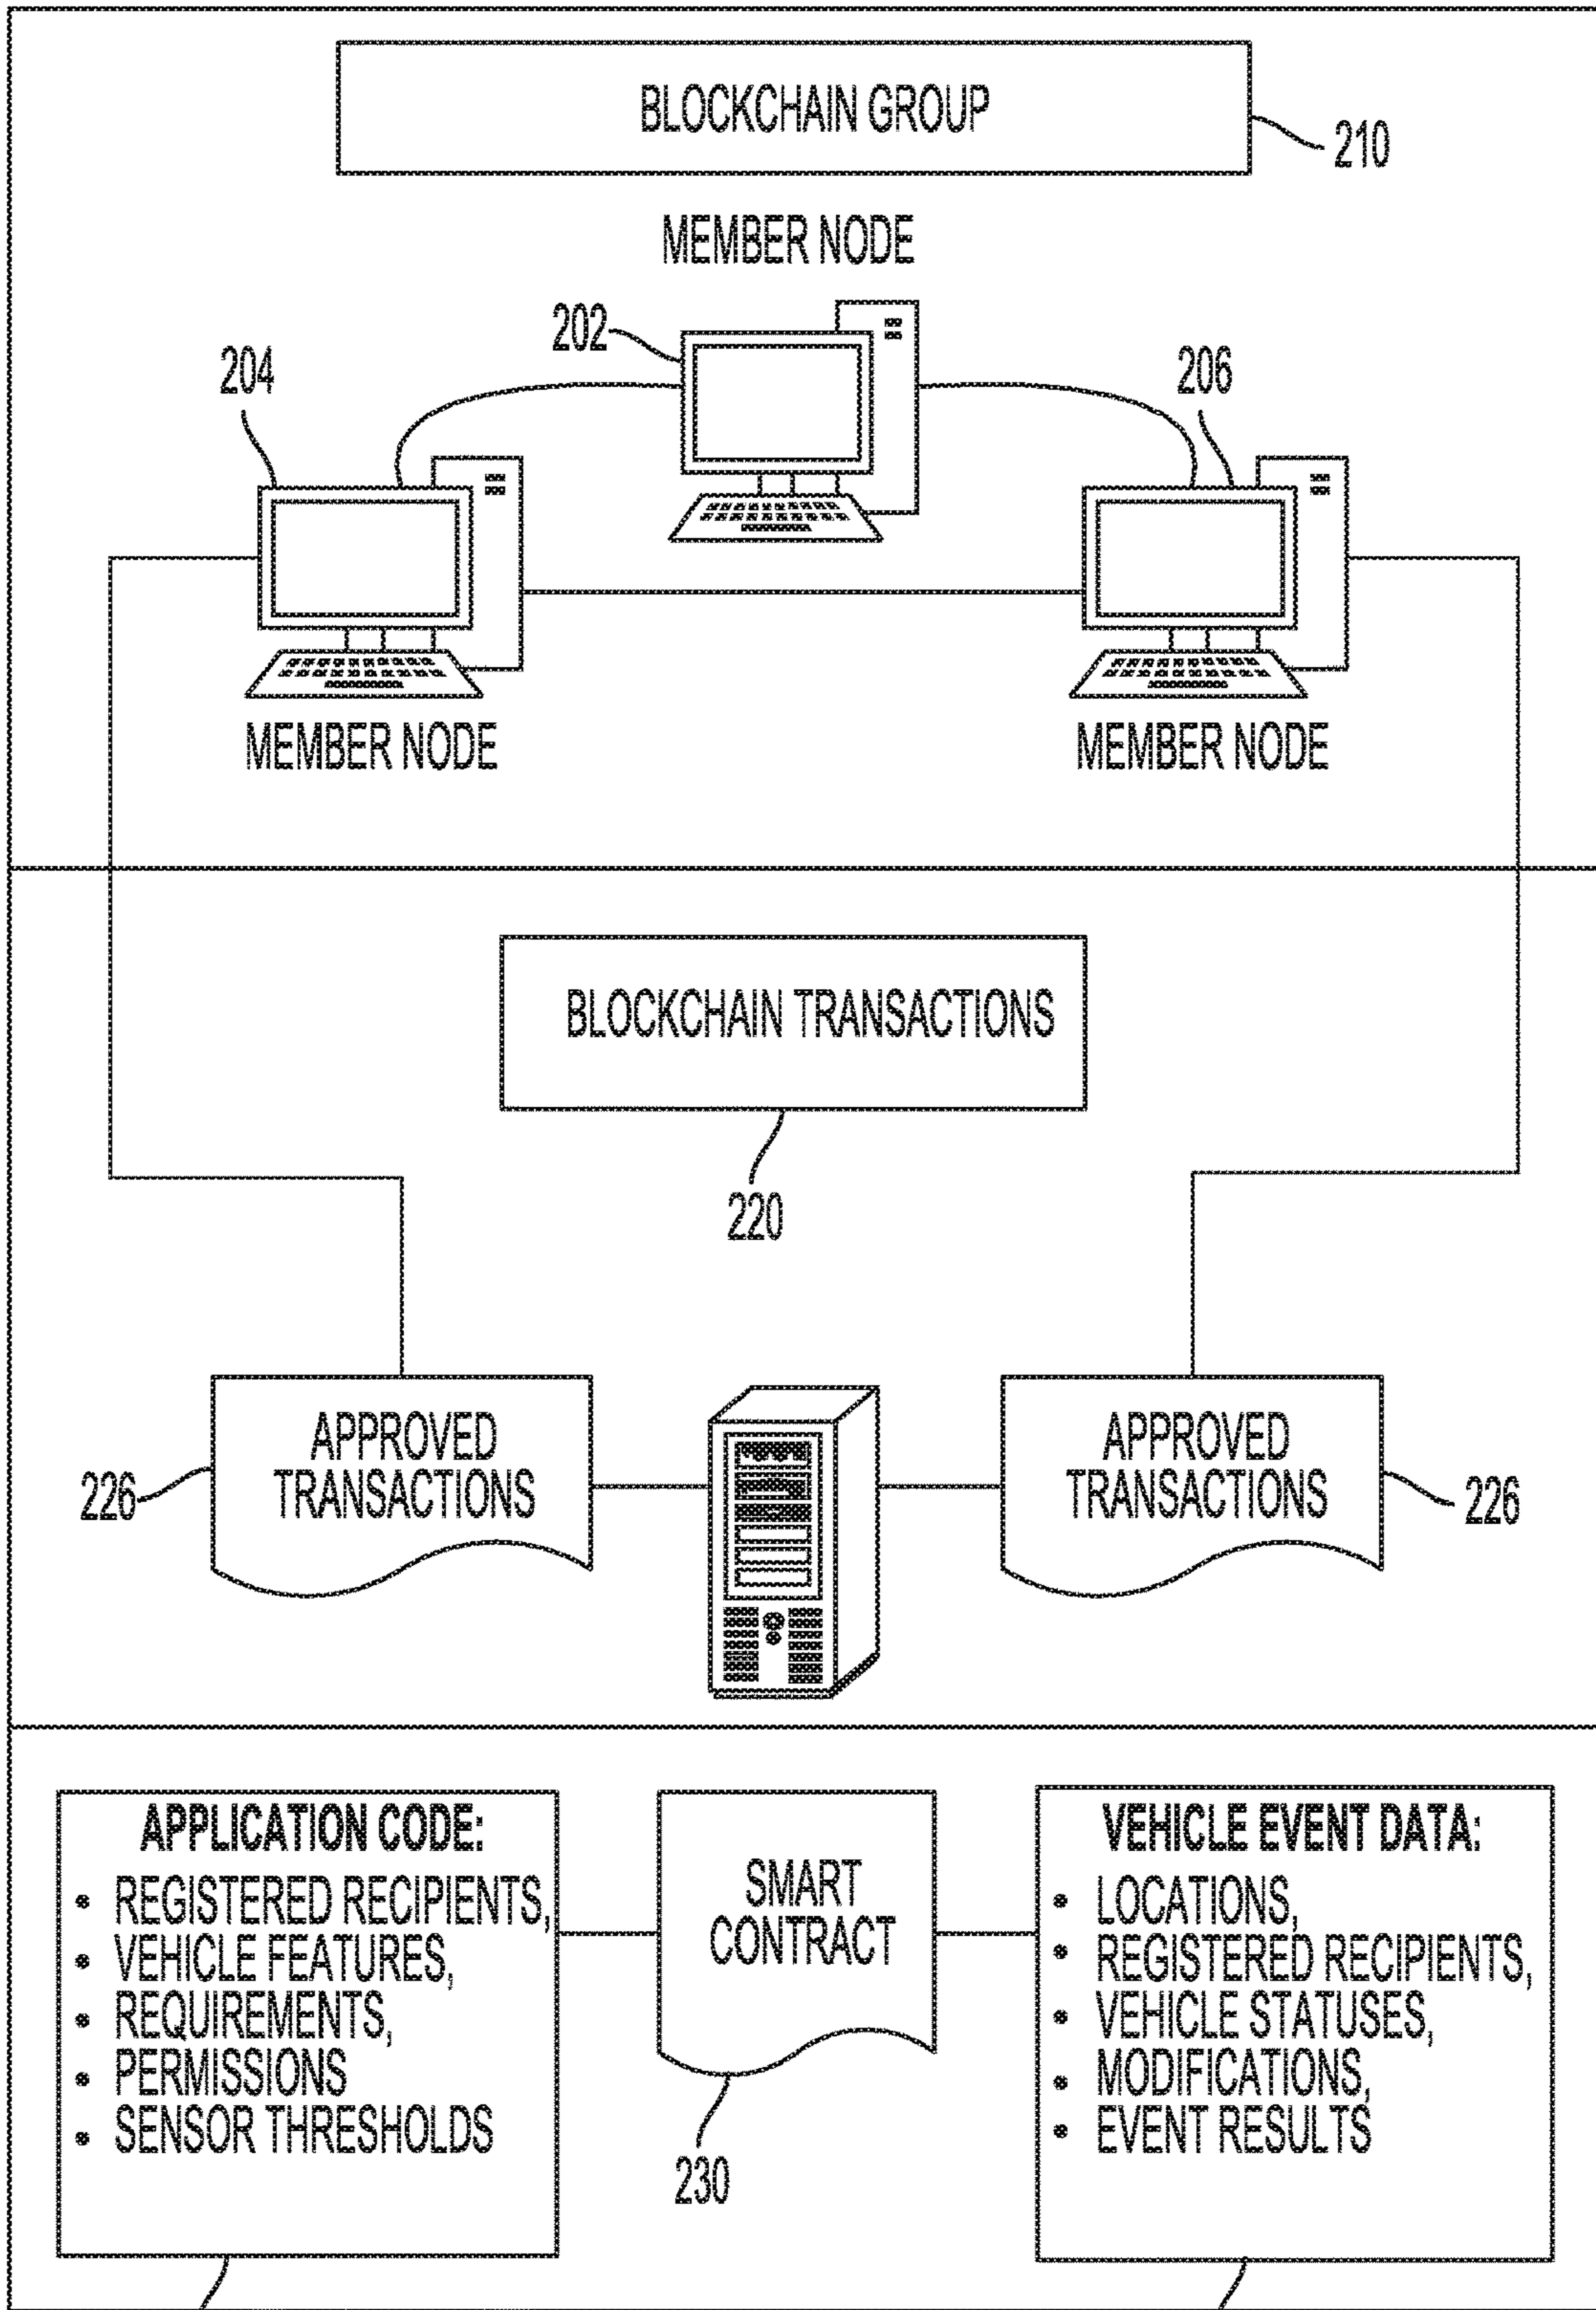 BLOCKCHAIN GROUP
210
MEMBER NODE
202
204
206
MEMBER NODE
MEMBER NODE
BLOCKCHAIN TRANSACTIONS
220
APPROVED
TRANSACTIONS
226
APPROVED
TRANSACTIONS
226
APPLICATION CODE:
• REGISTERED RECIPIENTS,
• VEHICLE FEATURES,
• REQUIREMENTS,
• PERMISSIONS
• SENSOR THRESHOLDS
SMART
CONTRACT
230
VEHICLE EVENT DATA:
• LOCATIONS,
• REGISTERED RECIPIENTS,
• VEHICLE STATUSES,
• MODIFICATIONS,
• EVENT RESULTS